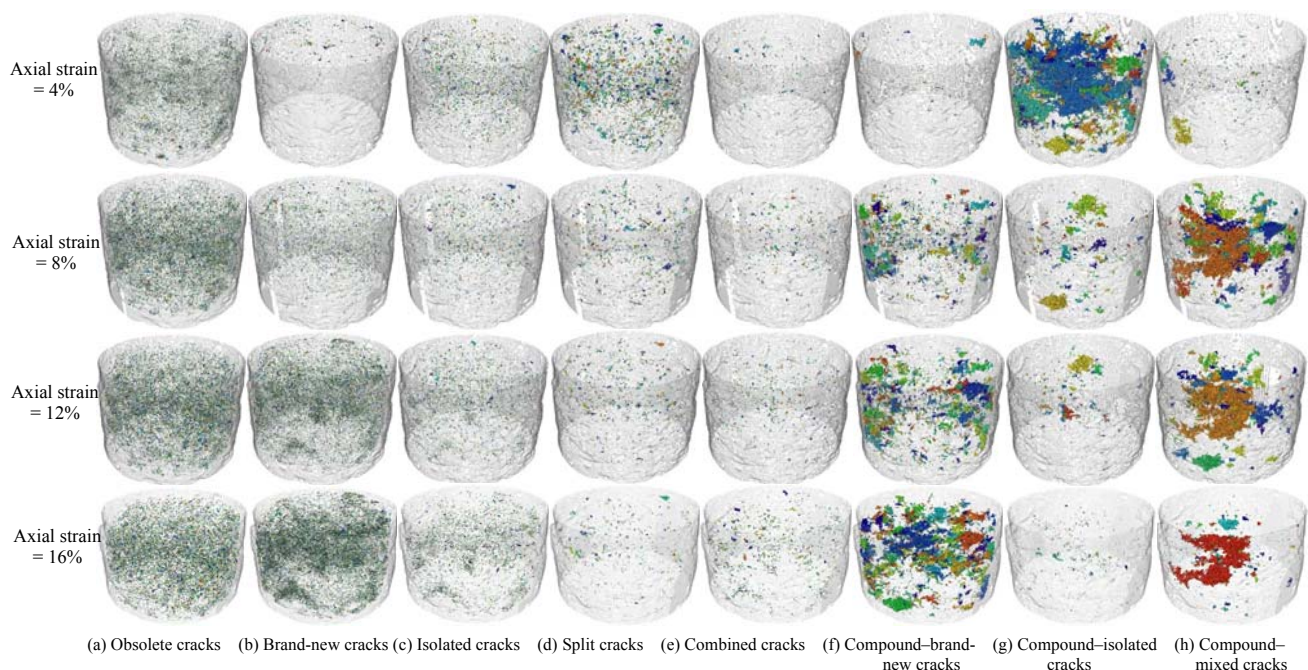 Axial strain
= 4%
Axial strain
= 8%
Axial strain
= 12%
Axial strain
= 16%
(a) Obsolete cracks (b) Brand-new cracks (c) Isolated cracks (d) Split cracks (e) Combined cracks (f) Compound–brand- (g) Compound–isolated (h) Compound–
new cracks cracks mixed cracks